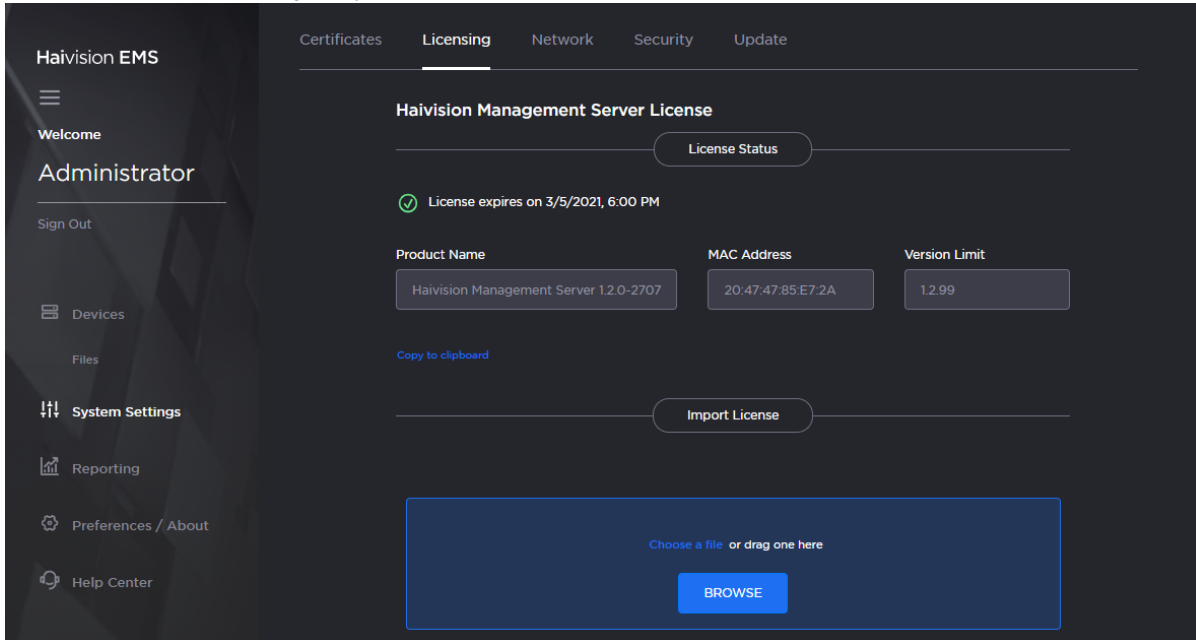 Haivision EMS
Welcome
Administrator
Sign Out
Devices
Files
System Settings
Reporting
Preferences / About
Help Center
Certificates Licensing Network Security Update
Haivision Management Server License
License Status
License expires on 3/5/2021, 6:00 PM
Product Name MAC Address Version Limit
Haivision Management Server 1.2.0-2707 20:47:47:85:E7:2A 1.2.99
Copy to clipboard
Import License
Choose a file or drag one here
BROWSE